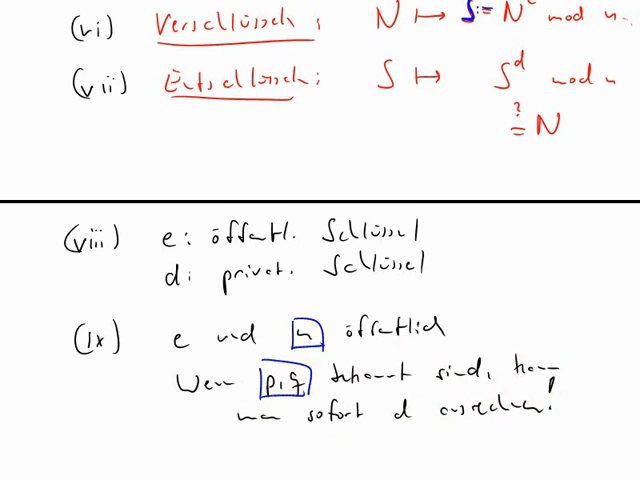 (vi) Verschlüsseln: N ↦ S := N^e mod n
(vii) Entschlüsseln: S ↦ S^d mod n
≟ N
(viii) e: öffentl. Schlüssel
d: privat. Schlüssel
(ix) e und n öffentlich
Wenn p, q bekannt sind, kann
man sofort d ausrechnen!